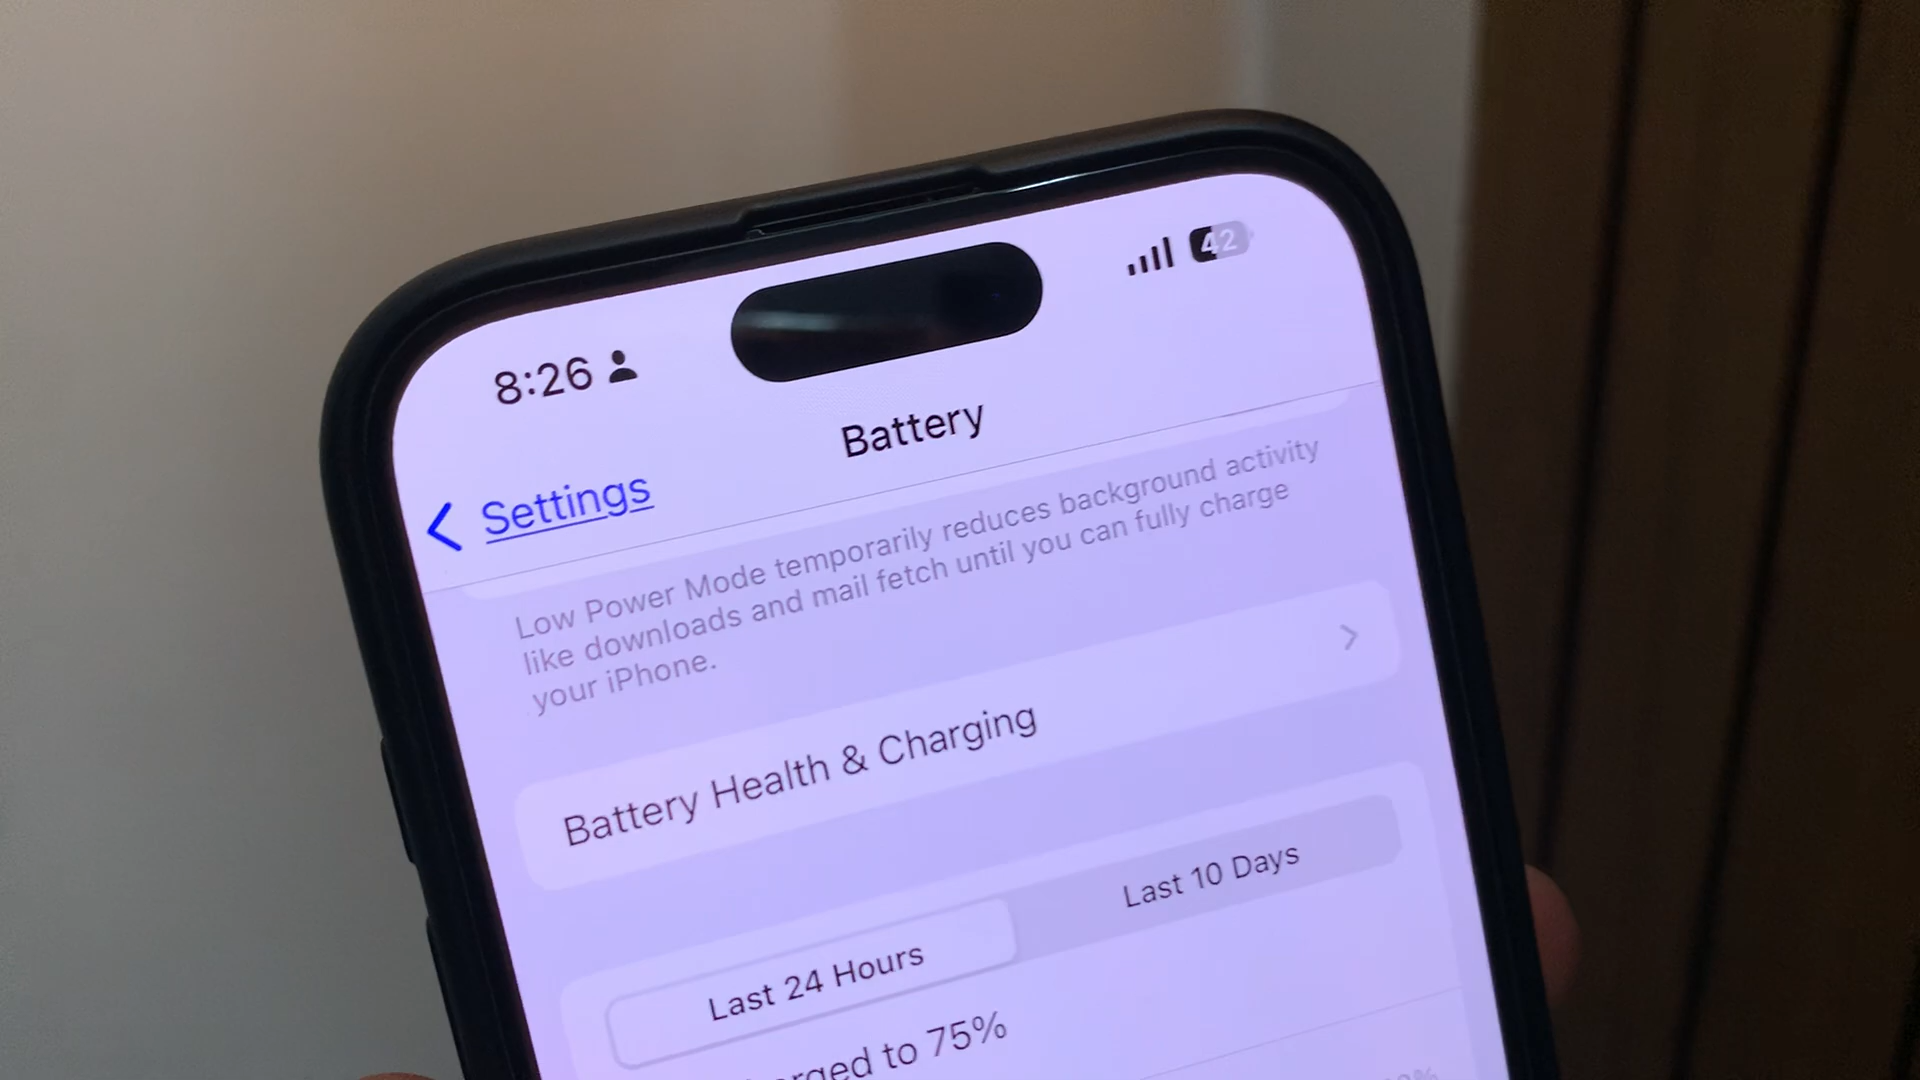 8:26
42
Battery
Settings
Low Power Mode temporarily reduces background activity
like downloads and mail fetch until you can fully charge
your iPhone.
Battery Health & Charging
Last 24 Hours
Last 10 Days
to 75%